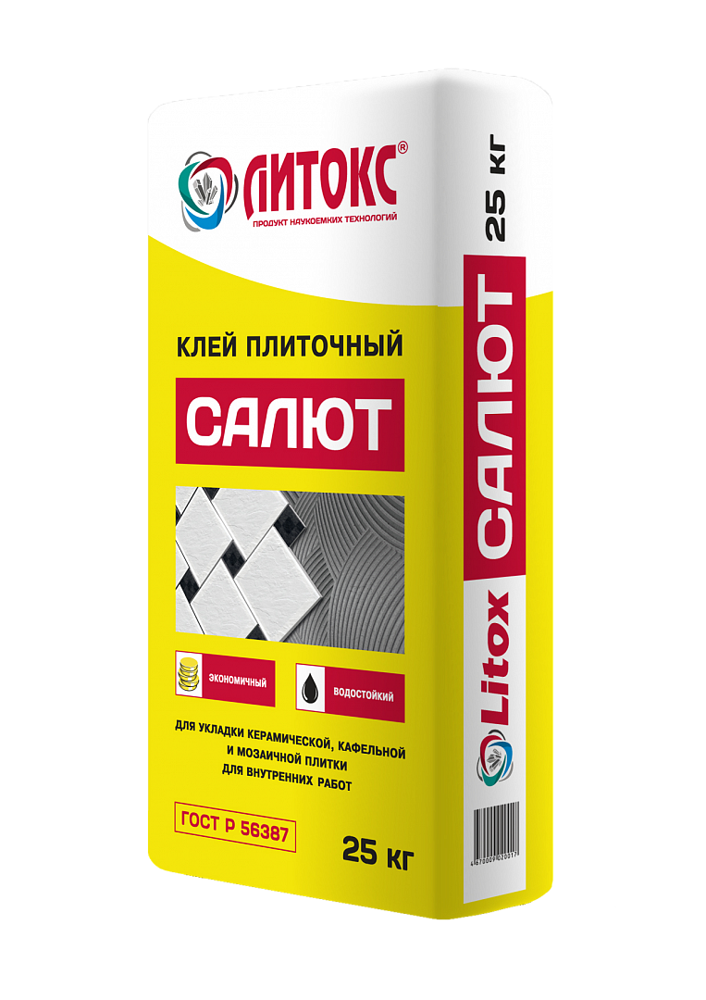 ЛИТОКС®
ПРОДУКТ НАУКОЕМКИХ ТЕХНОЛОГИЙ
КЛЕЙ ПЛИТОЧНЫЙ
САЛЮТ
ЭКОНОМИЧНЫЙ
ВОДОСТОЙКИЙ
ДЛЯ УКЛАДКИ КЕРАМИЧЕСКОЙ, КАФЕЛЬНОЙ
И МОЗАИЧНОЙ ПЛИТКИ
ДЛЯ ВНУТРЕННИХ РАБОТ
ГОСТ Р 56387
25 кг
25 кг
САЛЮТ
Litox
4670009020017